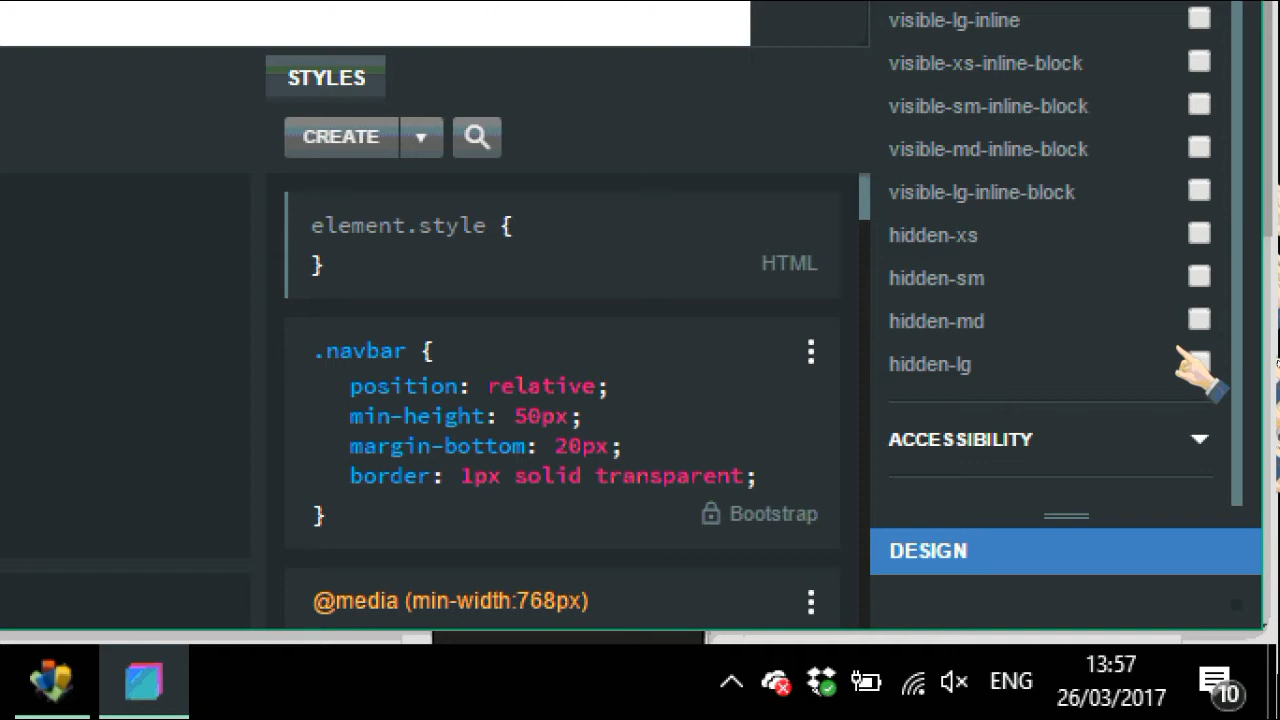 STYLES
CREATE
element.style {
}
HTML
.navbar {
position: relative;
min-height: 50px;
margin-bottom: 20px;
border: 1px solid transparent;
}
Bootstrap
@media (min-width:768px)
visible-lg-inline
visible-xs-inline-block
visible-sm-inline-block
visible-md-inline-block
visible-lg-inline-block
hidden-xs
hidden-sm
hidden-md
hidden-lg
ACCESSIBILITY
DESIGN
ENG
13:57
26/03/2017
10